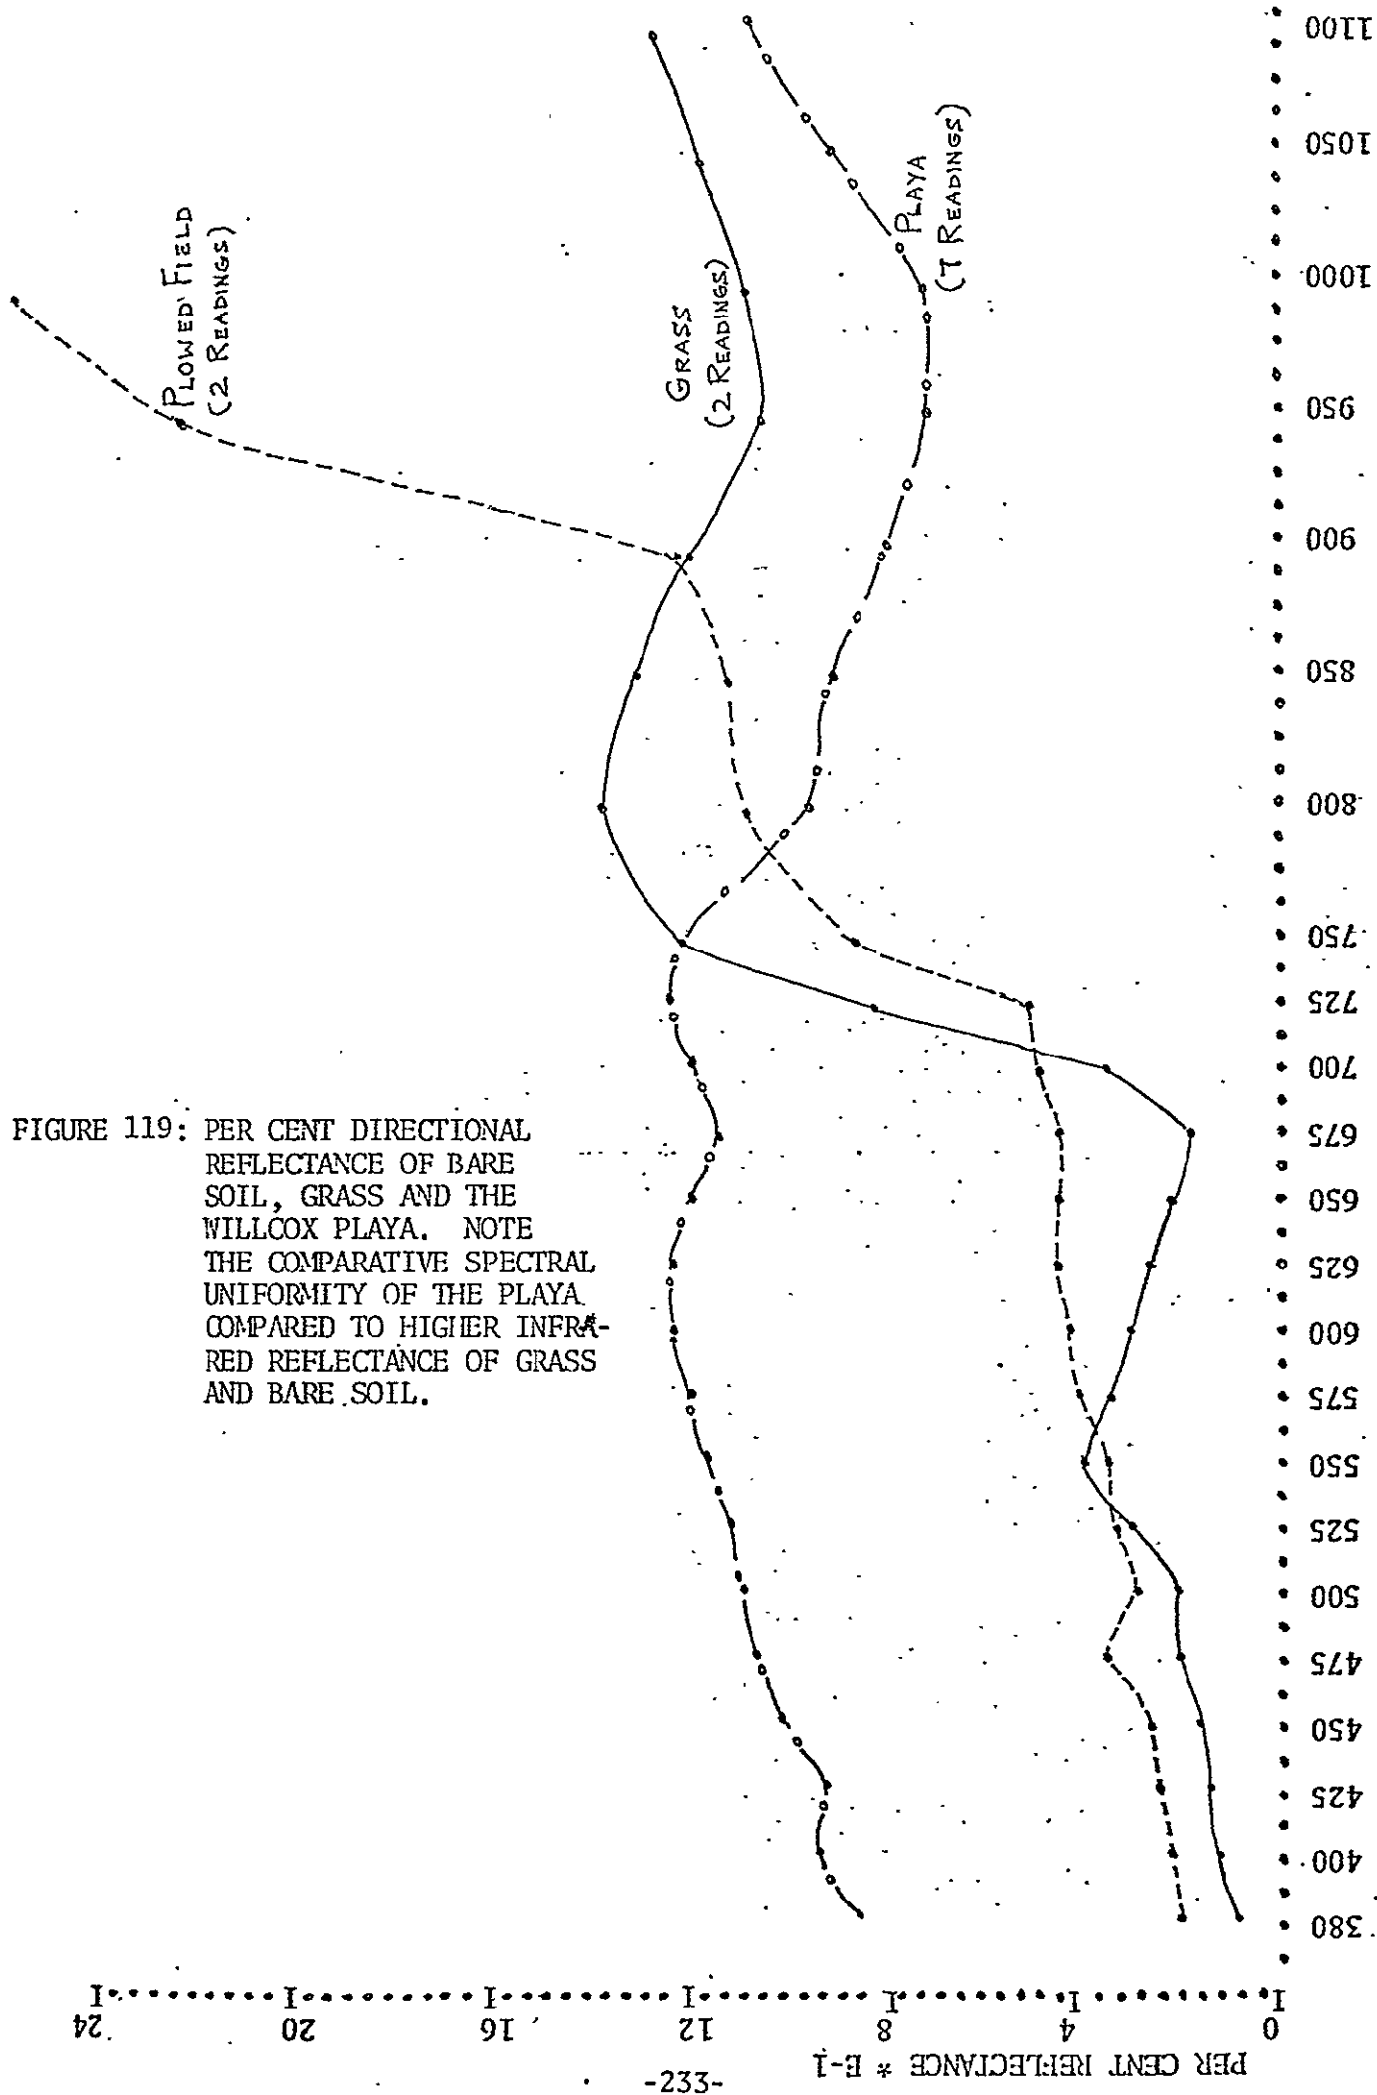 PLOWED FIELD
(2 READINGS)
GRASS
(2 READINGS)
PLAYA
(7 READINGS)
FIGURE 119: PER CENT DIRECTIONAL
REFLECTANCE OF BARE
SOIL, GRASS AND THE
WILLCOX PLAYA. NOTE
THE COMPARATIVE SPECTRAL
UNIFORMITY OF THE PLAYA
COMPARED TO HIGHER INFRA-
RED REFLECTANCE OF GRASS
AND BARE SOIL.
1100
1050
1000
950
900
850
800
750
725
700
675
650
625
600
575
550
525
500
475
450
425
400
380
24 20 16 12 8 4 0
PER CENT REFLECTANCE * E-1
-233-